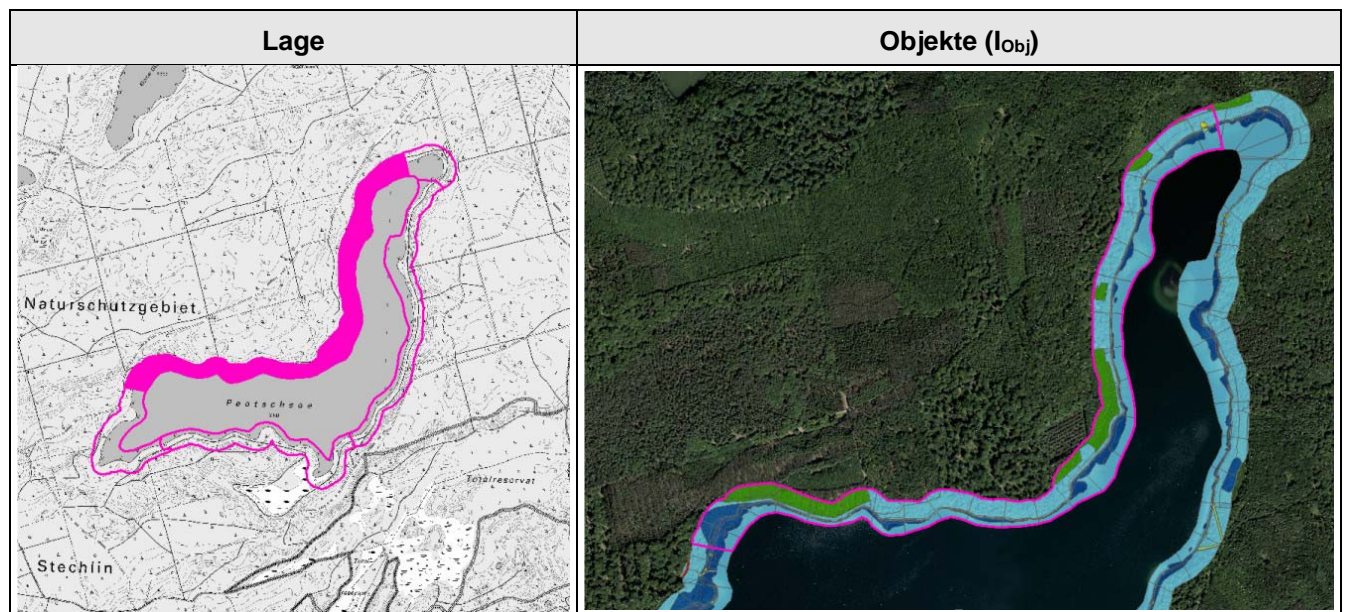 Lage
Objekte (IObj)
Naturschutzgebiet
Peetschsee
Totalreservat
Stechlin